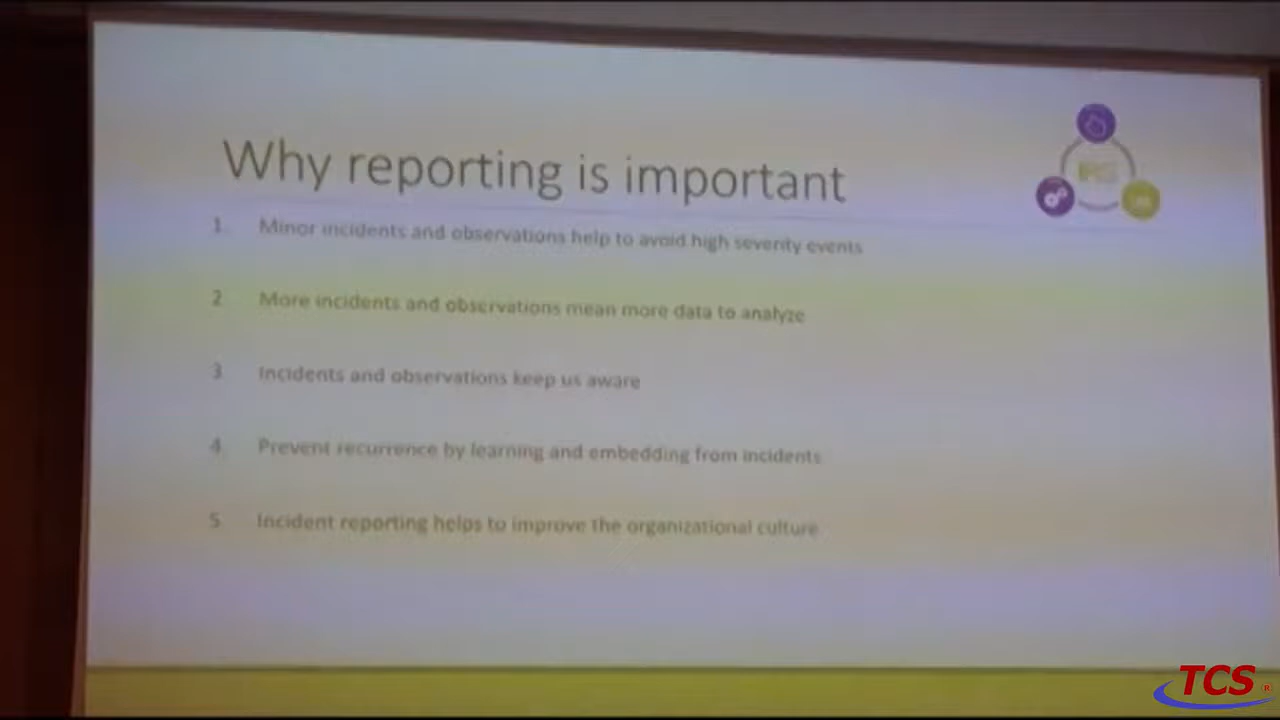 Why reporting is important
1. Minor incidents and observations help to avoid high severity events
2 More incidents and observations mean more data to analyze
3 Incidents and observations keep us aware
4. Prevent recurrence by learning and embedding from incidents
5 Incident reporting helps to improve the organizational culture
TCS ®